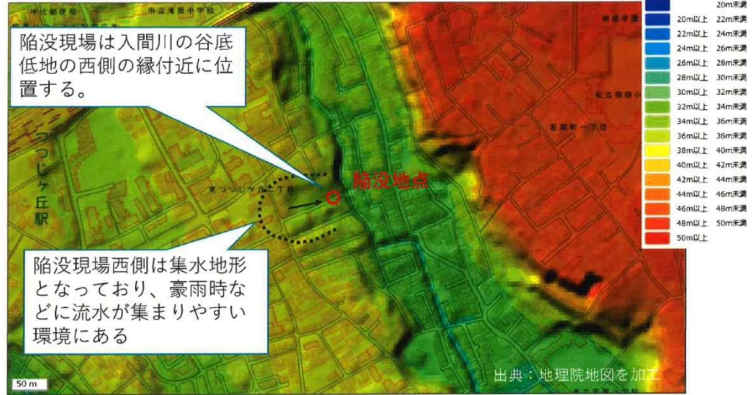 陥没現場は入間川の谷底
低地の西側の縁付近に位
置する。
陥没地点
つつじヶ丘駅
陥没現場西側は集水地形
となっており、豪雨時な
どに流水が集まりやすい
環境にある
50 m
出典：地理院地図を加工
20m未満
20m以上 22m未満
22m以上 24m未満
24m以上 26m未満
26m以上 28m未満
28m以上 30m未満
30m以上 32m未満
32m以上 34m未満
34m以上 36m未満
36m以上 38m未満
38m以上 40m未満
40m以上 42m未満
42m以上 44m未満
44m以上 46m未満
46m以上 48m未満
48m以上 50m未満
50m以上